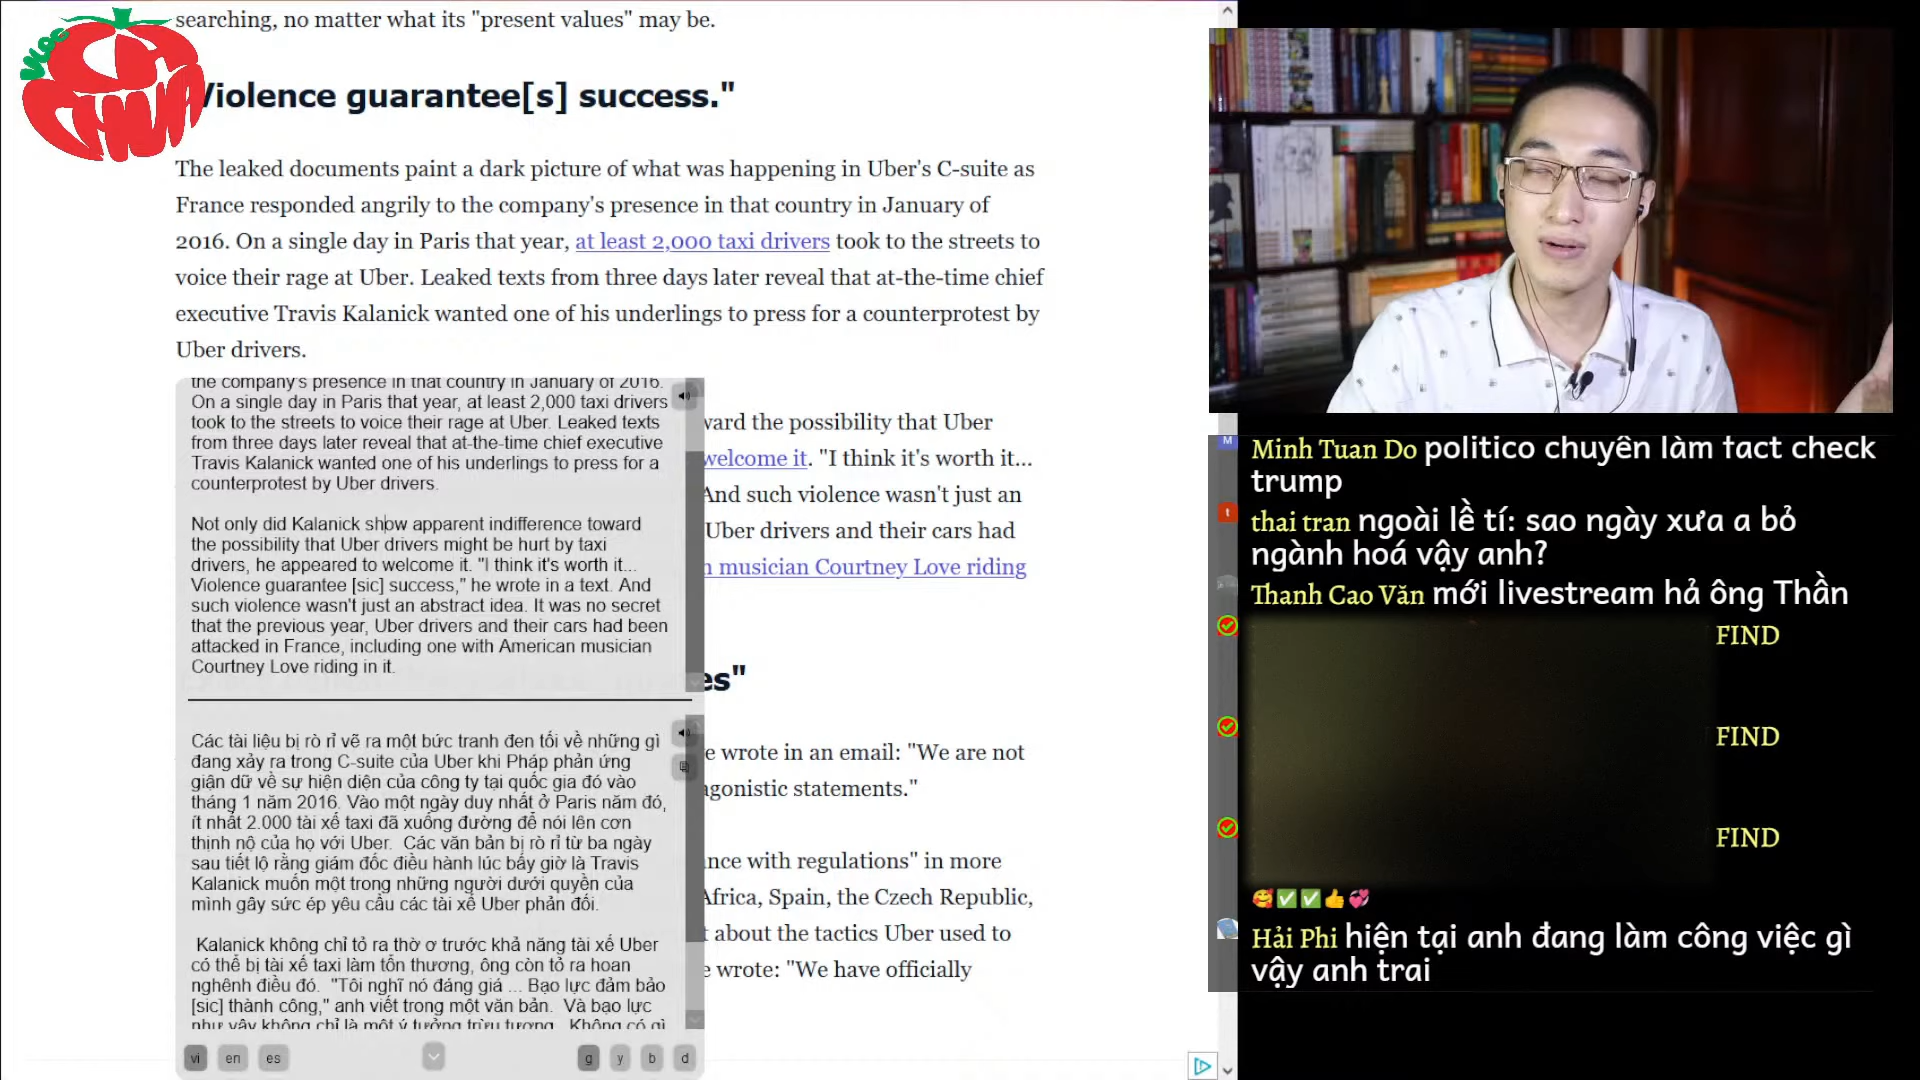 VLOG
CÀ
CHUA
searching, no matter what its "present values" may be.
Violence guarantee[s] success."
The leaked documents paint a dark picture of what was happening in Uber's C-suite as
France responded angrily to the company's presence in that country in January of
2016. On a single day in Paris that year, at least 2,000 taxi drivers took to the streets to
voice their rage at Uber. Leaked texts from three days later reveal that at-the-time chief
executive Travis Kalanick wanted one of his underlings to press for a counterprotest by
Uber drivers.
ward the possibility that Uber
welcome it. "I think it's worth it...
And such violence wasn't just an
Uber drivers and their cars had
n musician Courtney Love riding
es"
e wrote in an email: "We are not
agonistic statements."
ance with regulations" in more
Africa, Spain, the Czech Republic,
t about the tactics Uber used to
e wrote: "We have officially
the company's presence in that country in January of 2016.
On a single day in Paris that year, at least 2,000 taxi drivers
took to the streets to voice their rage at Uber. Leaked texts
from three days later reveal that at-the-time chief executive
Travis Kalanick wanted one of his underlings to press for a
counterprotest by Uber drivers.
Not only did Kalanick show apparent indifference toward
the possibility that Uber drivers might be hurt by taxi
drivers, he appeared to welcome it. "I think it's worth it...
Violence guarantee [sic] success," he wrote in a text. And
such violence wasn't just an abstract idea. It was no secret
that the previous year, Uber drivers and their cars had been
attacked in France, including one with American musician
Courtney Love riding in it.
Các tài liệu bị rò rỉ vẽ ra một bức tranh đen tối về những gì
đang xảy ra trong C-suite của Uber khi Pháp phản ứng
giận dữ về sự hiện diện của công ty tại quốc gia đó vào
tháng 1 năm 2016. Vào một ngày duy nhất ở Paris năm đó,
ít nhất 2.000 tài xế taxi đã xuống đường để nói lên cơn
thịnh nộ của họ với Uber. Các văn bản bị rò rỉ từ ba ngày
sau tiết lộ rằng giám đốc điều hành lúc bấy giờ là Travis
Kalanick muốn một trong những người dưới quyền của
mình gây sức ép yêu cầu các tài xế Uber phản đối.
Kalanick không chỉ tỏ ra thờ ơ trước khả năng tài xế Uber
có thể bị tài xế taxi làm tổn thương, ông còn tỏ ra hoan
nghênh điều đó. "Tôi nghĩ nó đáng giá ... Bạo lực đảm bảo
[sic] thành công," anh viết trong một văn bản. Và bạo lực
như vậy không chỉ là một ý tưởng trừu tượng. Không có gì
vi en es g y b d
M
Minh Tuan Do politico chuyên làm fact check
trump
t
thai tran ngoài lề tí: sao ngày xưa a bỏ
ngành hoá vậy anh?
Thanh Cao Văn mới livestream hả ông Thần
FIND
FIND
FIND
Hải Phi hiện tại anh đang làm công việc gì
vậy anh trai